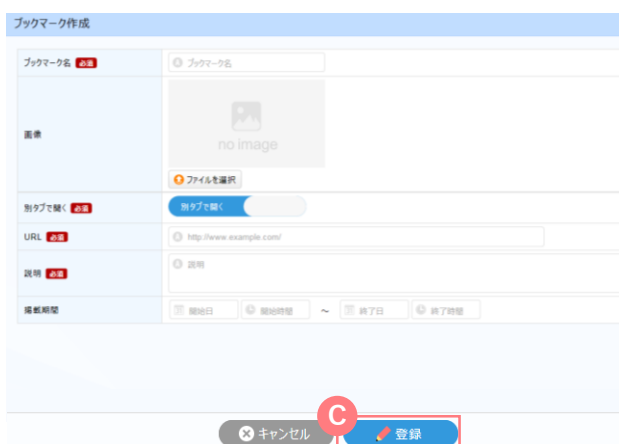 ブックマーク作成
ブックマーク名 必須
ブックマーク名
画像
no image
ファイルを選択
別タブで開く 必須
別タブで開く
URL 必須
http://www.example.com/
説明 必須
説明
掲載期間
開始日 開始時間 ～ 終了日 終了時間
C
キャンセル 登録